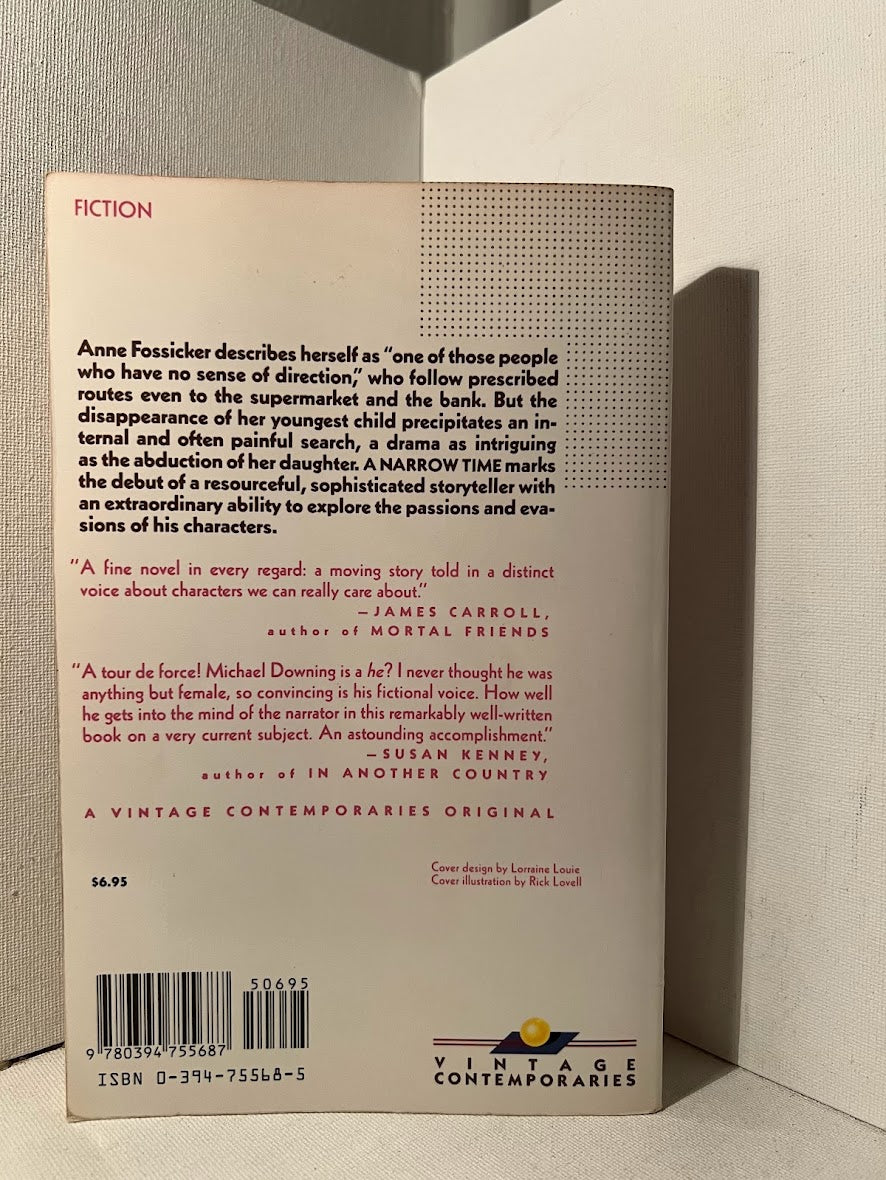 FICTION
Anne Fossicker describes herself as “one of those people
who have no sense of direction,” who follow prescribed
routes even to the supermarket and the bank. But the
disappearance of her youngest child precipitates an in-
ternal and often painful search, a drama as intriguing
as the abduction of her daughter. A NARROW TIME marks
the debut of a resourceful, sophisticated storyteller with
an extraordinary ability to explore the passions and eva-
sions of his characters.
“A fine novel in every regard: a moving story told in a distinct
voice about characters we can really care about.”
—JAMES CARROLL,
author of MORTAL FRIENDS
“A tour de force! Michael Downing is a he? I never thought he was
anything but female, so convincing is his fictional voice. How well
he gets into the mind of the narrator in this remarkably well-written
book on a very current subject. An astounding accomplishment.”
—SUSAN KENNEY,
author of IN ANOTHER COUNTRY
A VINTAGE CONTEMPORARIES ORIGINAL
$6.95
Cover design by Lorraine Louie
Cover illustration by Rick Lovell
50695
9 780394 755687
ISBN 0-394-75568-5
VINTAGE
CONTEMPORARIES